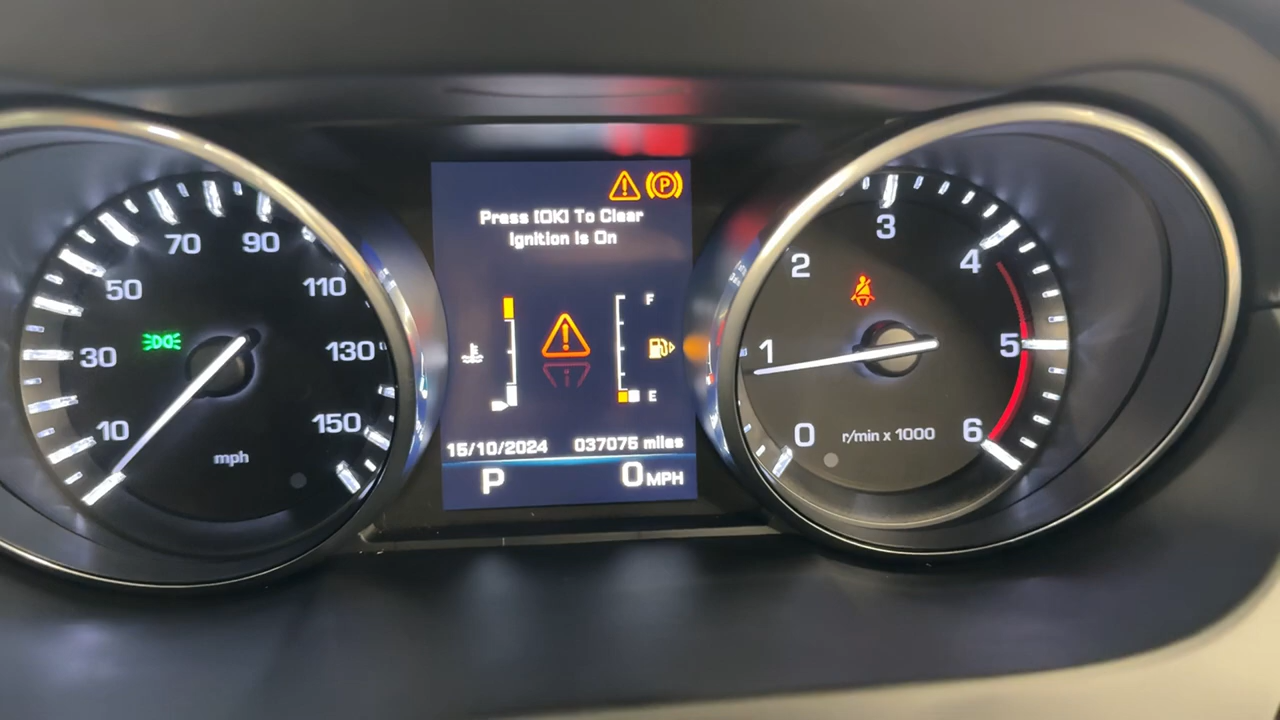 10
30
50
70
90
110
130
150
mph
Press [OK] To Clear
Ignition Is On
F
E
15/10/2024 037075 miles
P 0 MPH
0
1
2
3
4
5
6
r/min x 1000
P